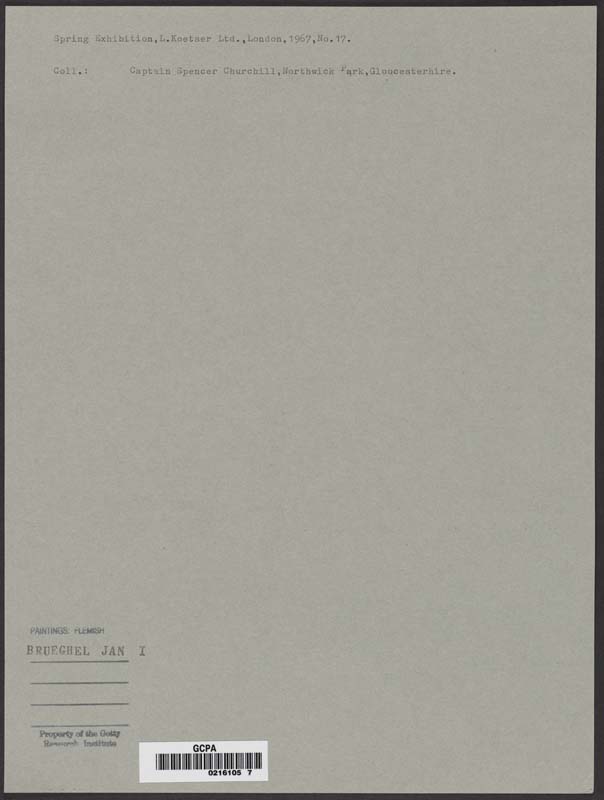 Spring Exhibition,L.Koetser Ltd.,London,1967,No.17.
Coll.: Captain Spencer Churchill,Northwick Park,Gloucesterhire.
PAINTINGS: FLEMISH
BRUEGHEL JAN I
Property of the Getty
Research Institute
GCPA
0216105 7